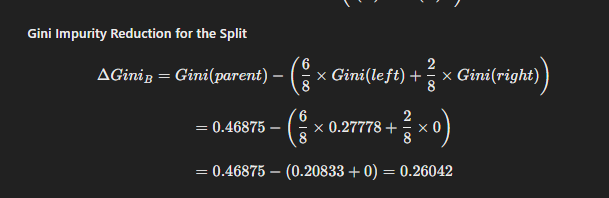 Gini Impurity Reduction for the Split
ΔGini_B = Gini(parent) − (6/8 × Gini(left) + 2/8 × Gini(right))
= 0.46875 − (6/8 × 0.27778 + 2/8 × 0)
= 0.46875 − (0.20833 + 0) = 0.26042